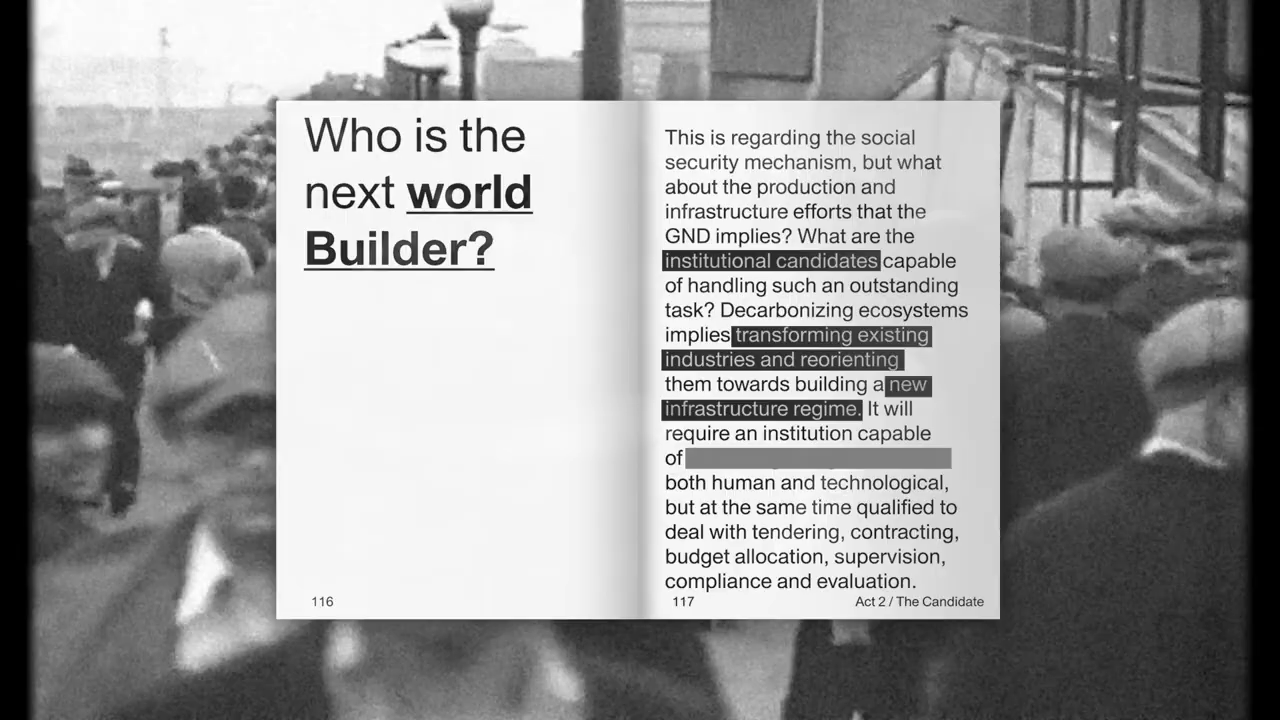 Who is the
next world
Builder?
116
This is regarding the social
security mechanism, but what
about the production and
infrastructure efforts that the
GND implies? What are the
institutional candidates capable
of handling such an outstanding
task? Decarbonizing ecosystems
implies transforming existing
industries and reorienting
them towards building a new
infrastructure regime. It will
require an institution capable
of
both human and technological,
but at the same time qualified to
deal with tendering, contracting,
budget allocation, supervision,
compliance and evaluation.
117
Act 2 / The Candidate